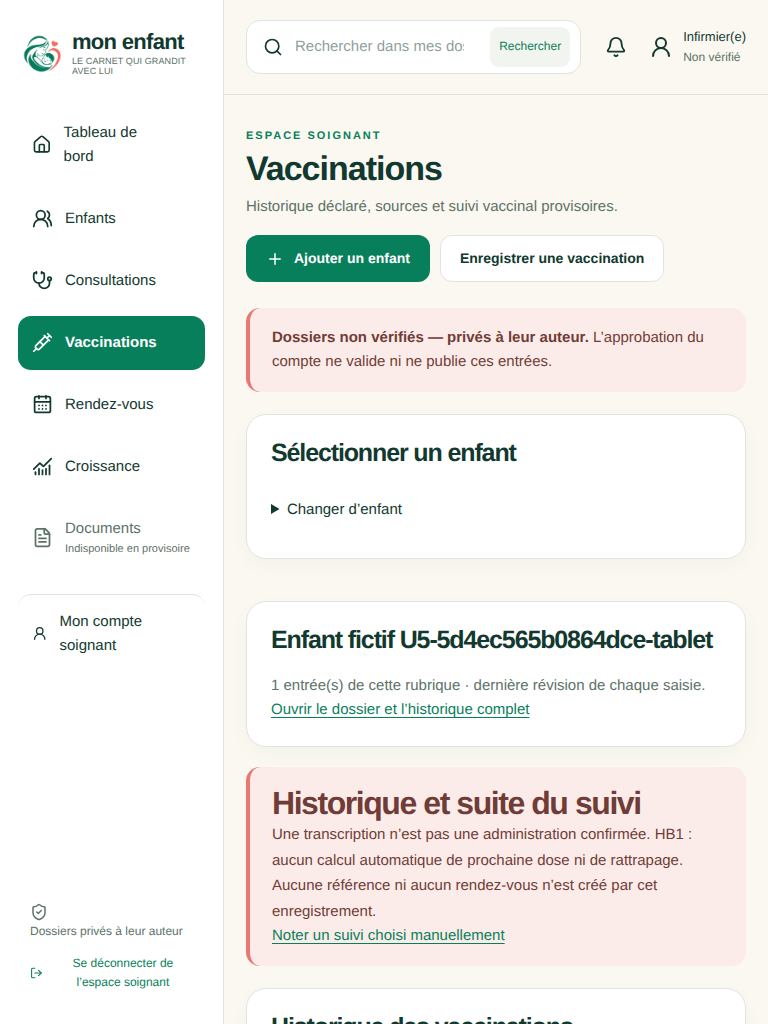 mon enfant
LE CARNET QUI GRANDIT
AVEC LUI
Tableau de
bord
Enfants
Consultations
Vaccinations
Rendez-vous
Croissance
Documents
Indisponible en provisoire
Mon compte
soignant
Dossiers privés à leur auteur
Se déconnecter de
l’espace soignant
Rechercher dans mes dos
Rechercher
Infirmier(e)
Non vérifié
ESPACE SOIGNANT
Vaccinations
Historique déclaré, sources et suivi vaccinal provisoires.
Ajouter un enfant
Enregistrer une vaccination
Dossiers non vérifiés — privés à leur auteur. L’approbation du
compte ne valide ni ne publie ces entrées.
Sélectionner un enfant
Changer d’enfant
Enfant fictif U5-5d4ec565b0864dce-tablet
1 entrée(s) de cette rubrique · dernière révision de chaque saisie.
Ouvrir le dossier et l’historique complet
Historique et suite du suivi
Une transcription n’est pas une administration confirmée. HB1 :
aucun calcul automatique de prochaine dose ni de rattrapage.
Aucune référence ni aucun rendez-vous n’est créé par cet
enregistrement.
Noter un suivi choisi manuellement
Historique des vaccinations